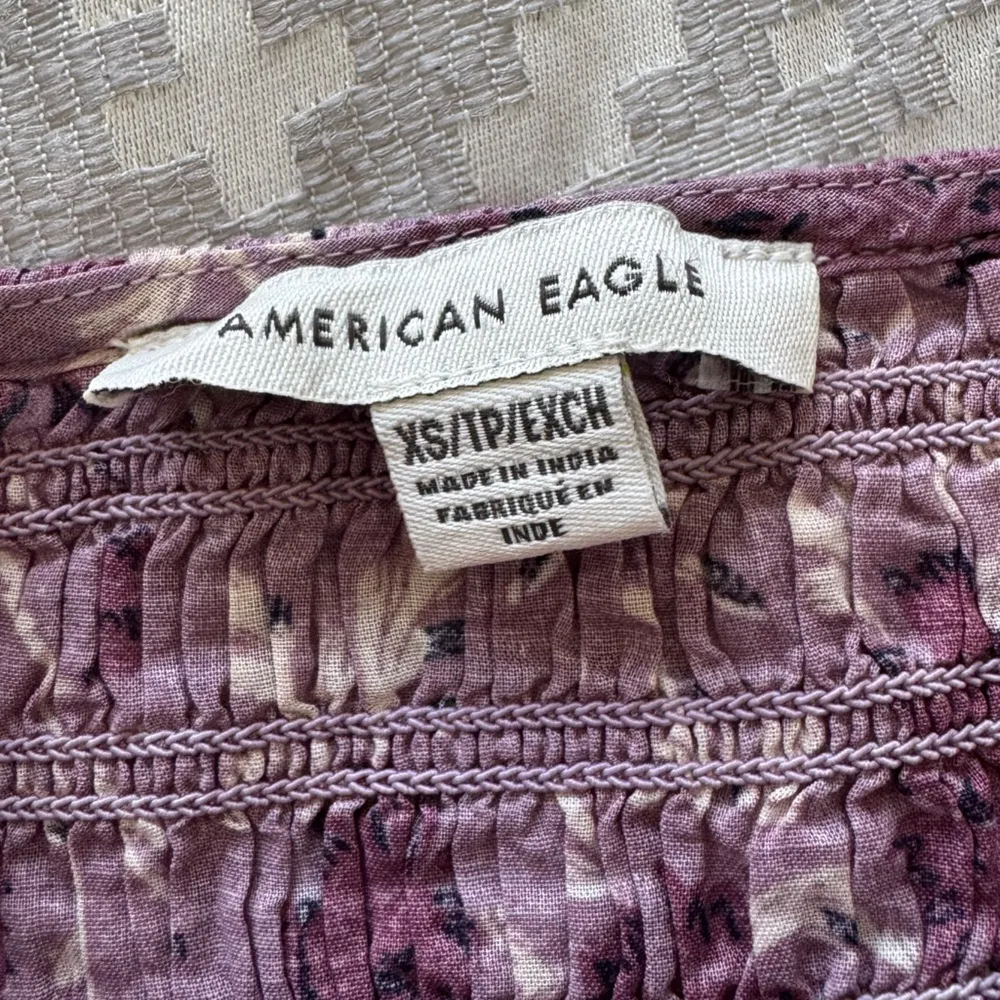 AMERICAN EAGLE
XS/TP/EXCH
MADE IN INDIA
FABRIQUÉ EN
INDE